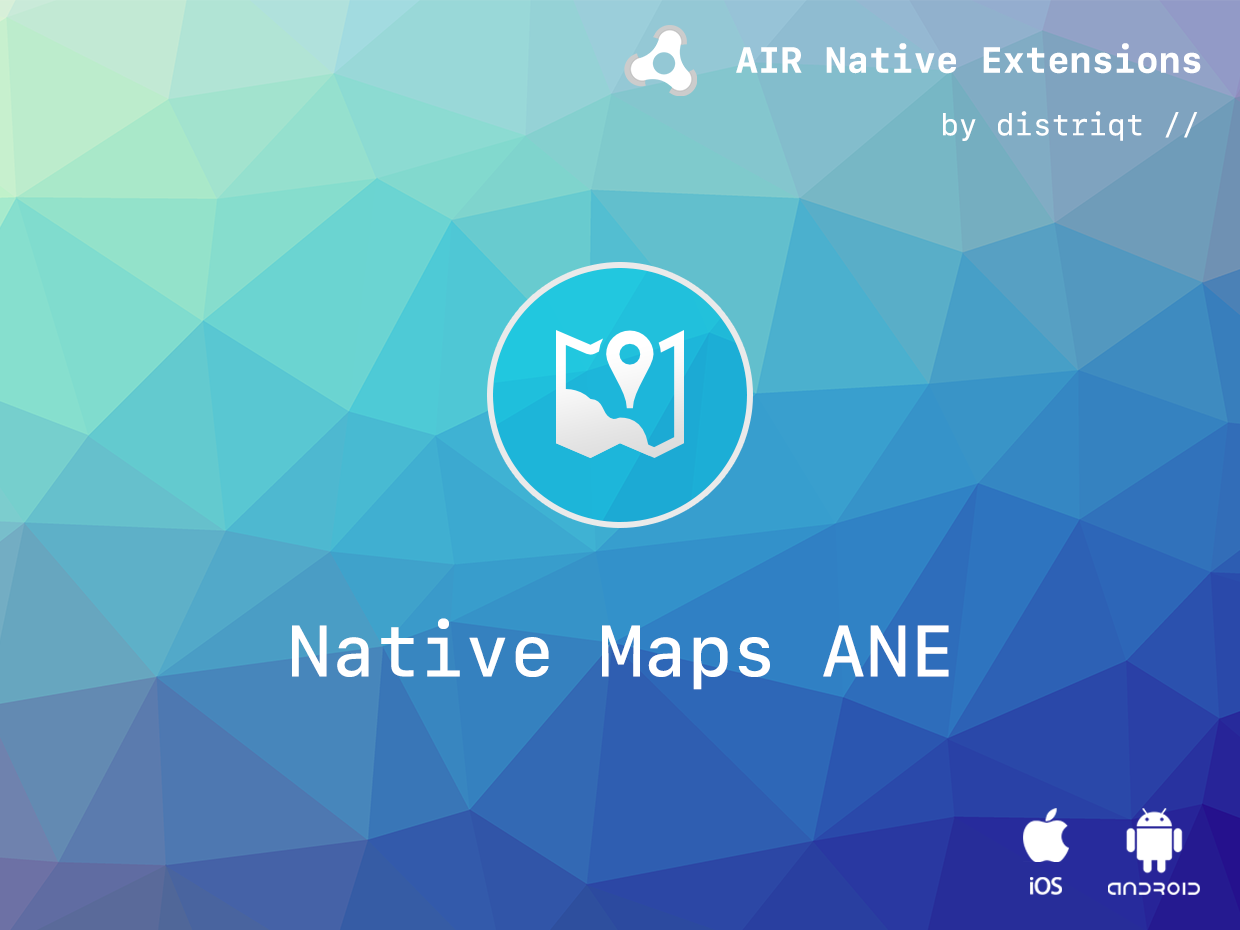 AIR Native Extensions
by distriqt //
Native Maps ANE
iOS
ANDROID